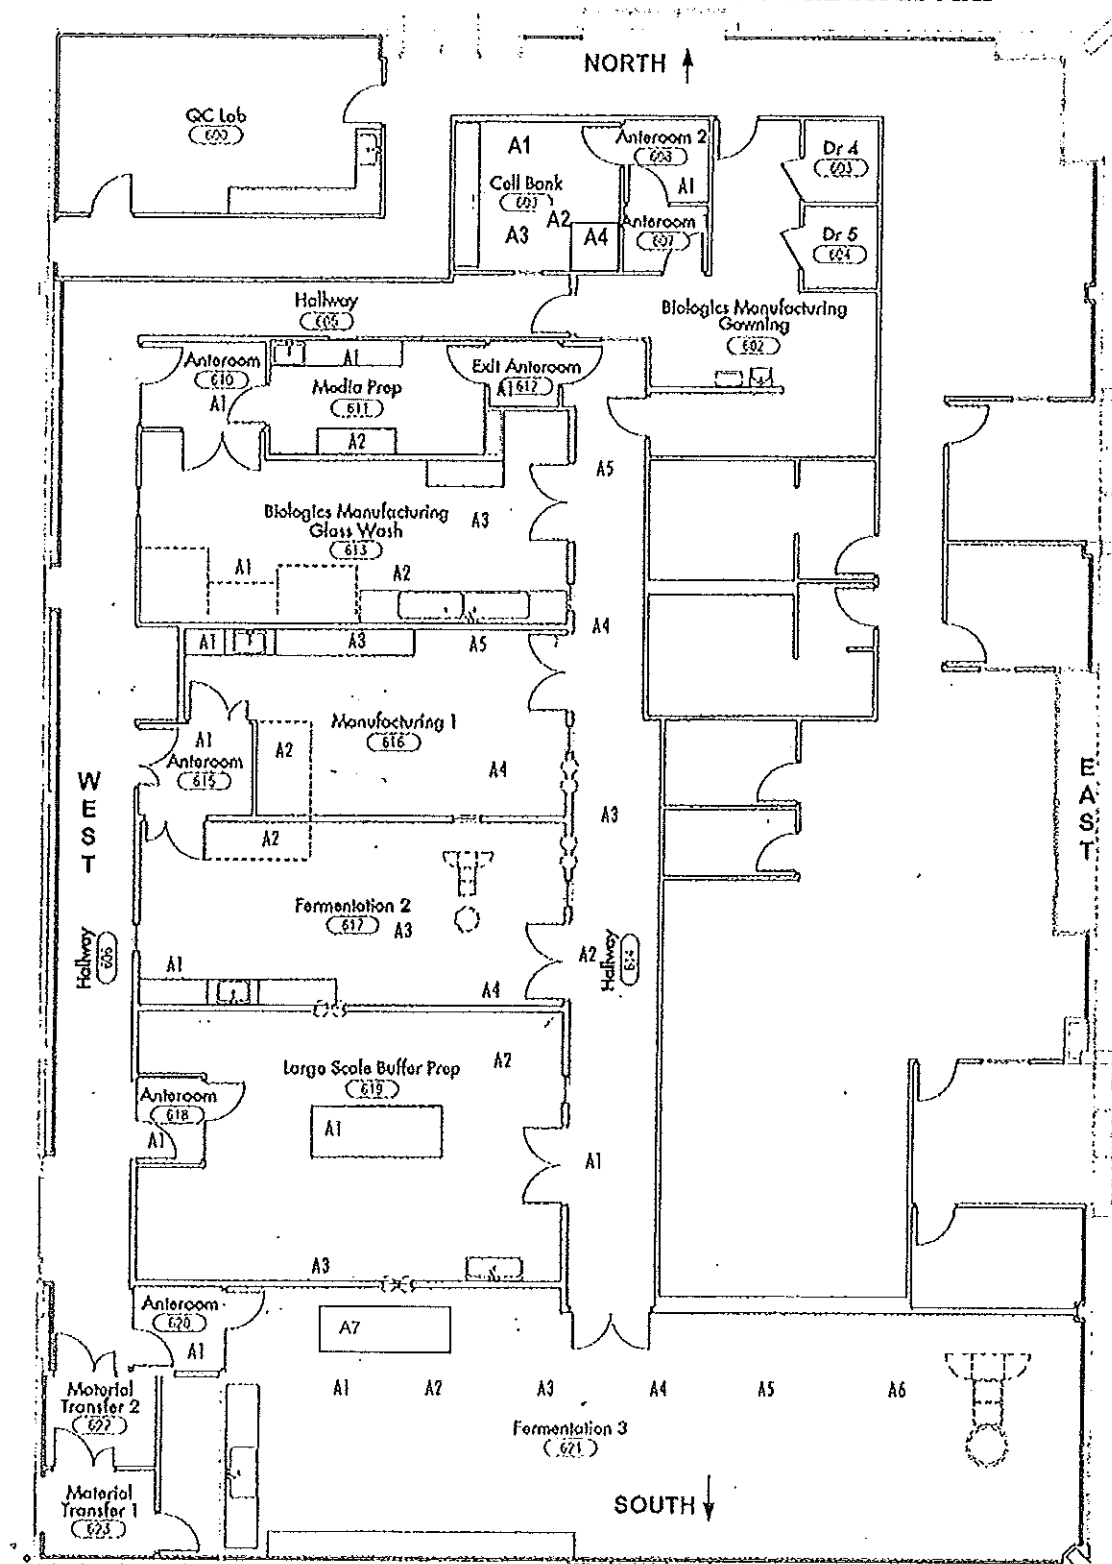 NORTH ↑
QC Lab
600
A1
Anteroom 2
608
A1
Cell Bank
A2
A3
A4
Anteroom
607
Dr 4
603
Dr 5
604
Hallway
605
Biologics Manufacturing
Gowning
602
Anteroom
610
A1
A1
Media Prep
611
A2
Exit Anteroom
A1
612
A5
Biologics Manufacturing
Glass Wash
613
A3
A1
A2
A4
A1
A3
A5
Manufacturing 1
616
A1
Anteroom
615
A2
A4
A3
WEST
EAST
A2
Fermentation 2
617
A3
A1
A4
Hallway
606
A2
Hallway
614
Large Scale Buffer Prep
619
A2
Anteroom
618
A1
A1
A1
A3
Anteroom
620
A1
A7
A1
A2
A3
A4
A5
A6
Material
Transfer 2
622
Fermentation 3
621
Material
Transfer 1
623
SOUTH ↓